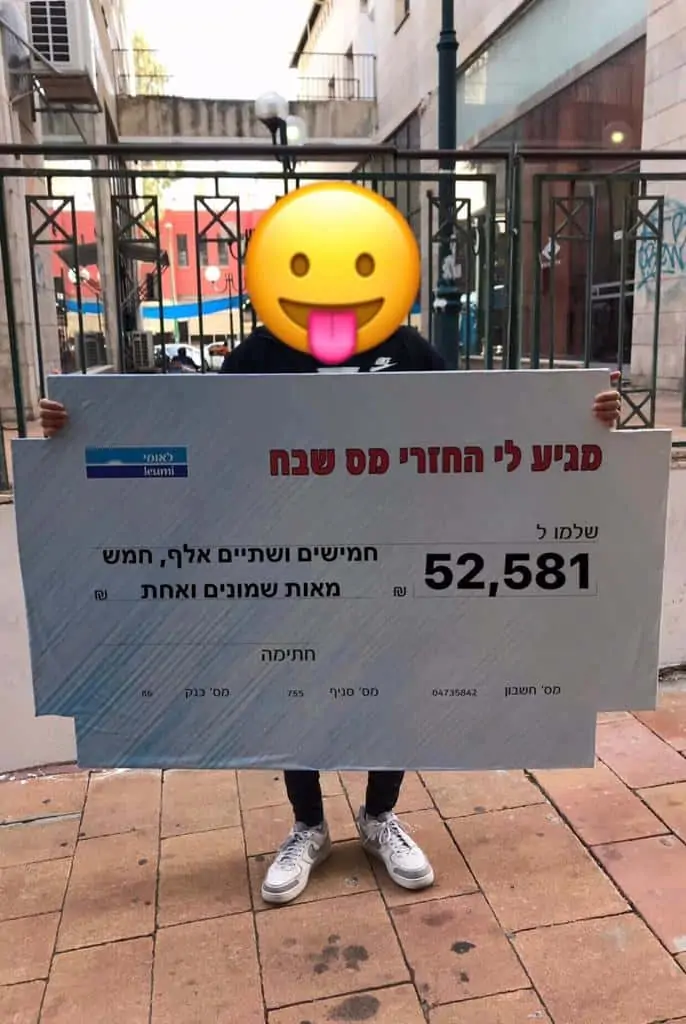 מגיע לי החזרי מס שבח
לאומי
leumi
שלמו ל
52,581 ₪
חמישים ושתיים אלף, חמש
מאות שמונים ואחת ₪
חתימה
מס׳ חשבון 04735842 מס׳ סניף 755 מס׳ בנק 66